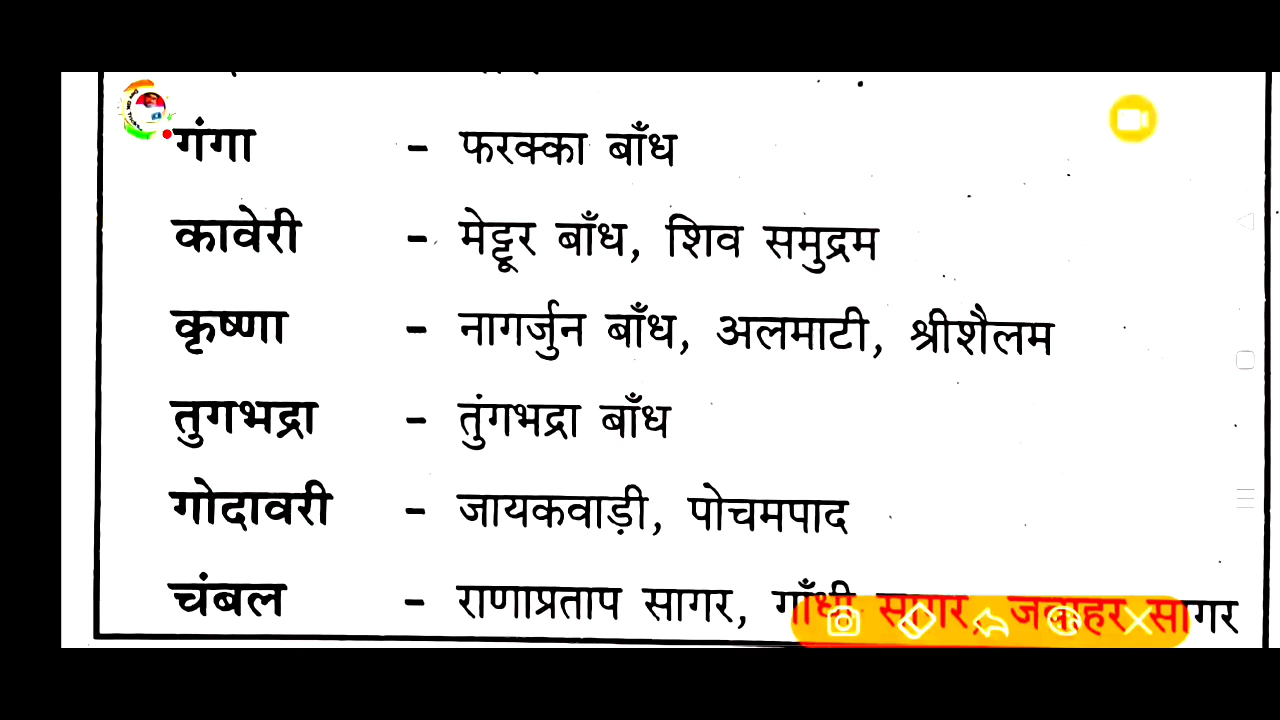 गंगा – फरक्का बाँध
कावेरी – मेट्टूर बाँध, शिव समुद्रम
कृष्णा – नागर्जुन बाँध, अलमाटी, श्रीशैलम
तुगभद्रा – तुंगभद्रा बाँध
गोदावरी – जायकवाड़ी, पोचमपाद
चंबल – राणाप्रताप सागर, गाँधी सागर, जवाहर सागर